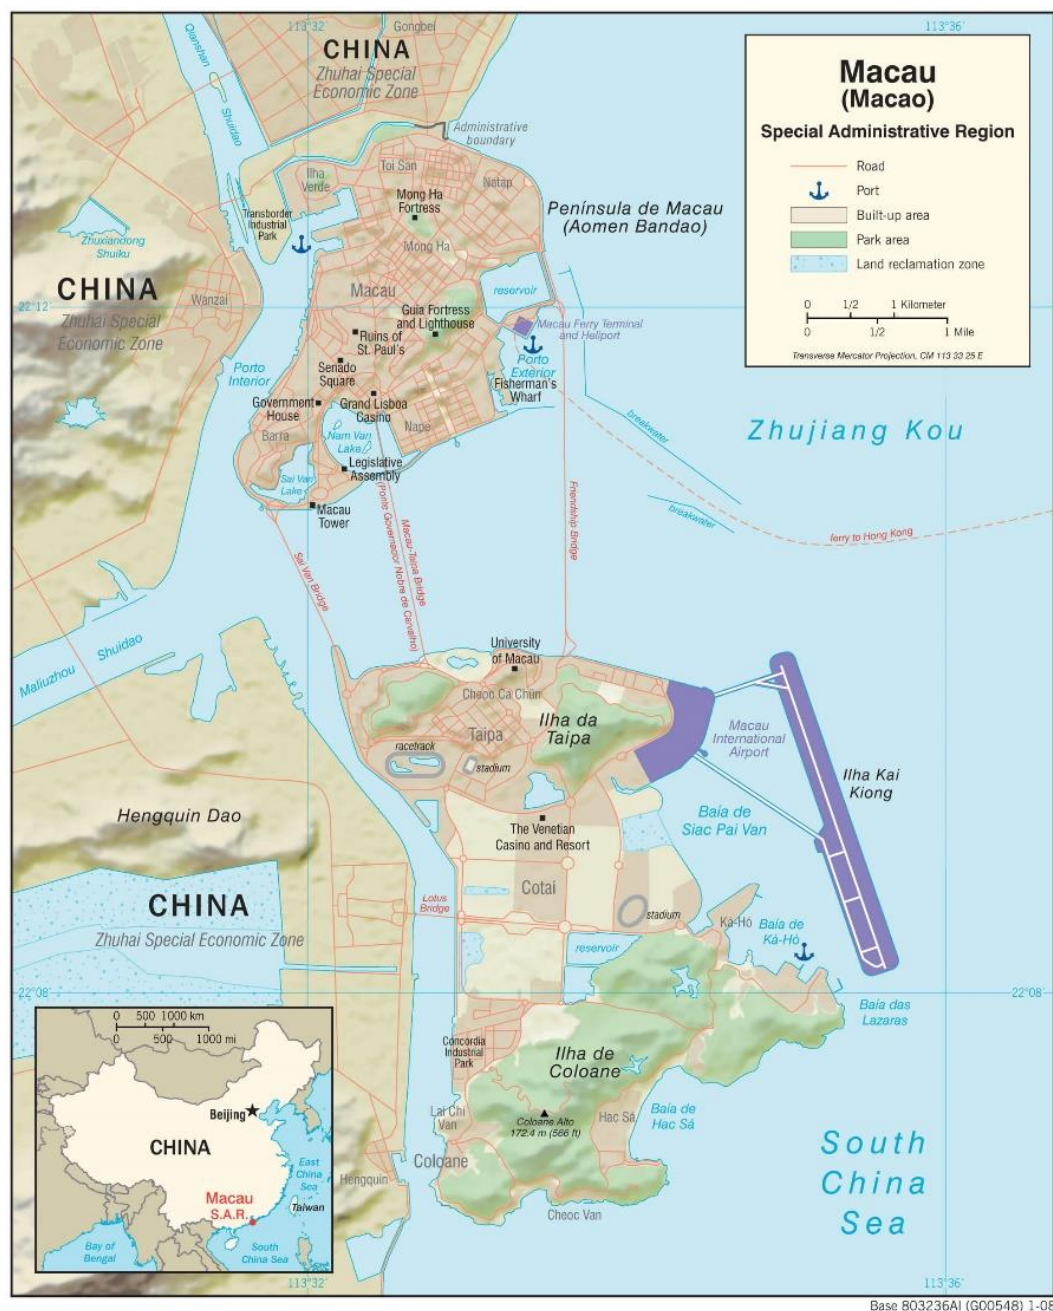 113°32'
113°36'
Gongbei
CHINA
Zhuhai Special
Economic Zone
Qianshan
Shuidao
Administrative
boundary
Macau
(Macao)
Special Administrative Region
Road
Port
Built-up area
Park area
Land reclamation zone
0 1/2 1 Kilometer
0 1/2 1 Mile
Transverse Mercator Projection, CM 113 33 25 E
Toi San
Ilha
Verde
Natap
Mong Ha
Fortress
Transborder
Industrial
Park
Península de Macau
(Aomen Bandao)
Zhuxiandong
Shuiku
Mong Ha
CHINA
Zhuhai Special
Economic Zone
22°12'
Wanzai
Macau
reservoir
Guia Fortress
and Lighthouse
Macau Ferry Terminal
and Heliport
Ruins of
St. Paul's
Porto
Exterior
Senado
Square
Porto
Interior
Fisherman's
Wharf
Government
House
Grand Lisboa
Casino
Nape
Barra
Nam Van
Lake
breakwater
Zhujiang Kou
Legislative
Assembly
Sai Van
Lake
Macau
Tower
breakwater
ferry to Hong Kong
Sai Van Bridge
Macau-Taipa Bridge
(Ponte Governador Nobre de Carvalho)
Friendship Bridge
Maliuzhou Shuidao
University
of Macau
Cheoc Ca Chun
Ilha da
Taipa
Taipa
Macau
International
Airport
racetrack
stadium
Ilha Kai
Kiong
Hengquin Dao
Baía de
Siac Pai Van
The Venetian
Casino and Resort
Cotai
CHINA
Zhuhai Special Economic Zone
Lotus
Bridge
stadium
Ká-Hó
Baía de
Ká-Hó
reservoir
22°08'
22°08'
Baía das
Lazaras
Concordia
Industrial
Park
Ilha de
Coloane
Lai Chi
Van
Coloane Alto
172.4 m (566 ft)
Hac Sá
Baía de
Hac Sá
Coloane
Hengquin
Cheoc Van
South
China
Sea
0 500 1000 km
0 500 1000 mi
Beijing
CHINA
East
China
Sea
Macau
S.A.R.
Taiwan
Bay of
Bengal
South
China Sea
113°32'
113°36'
Base 803236AI (G00548) 1-08